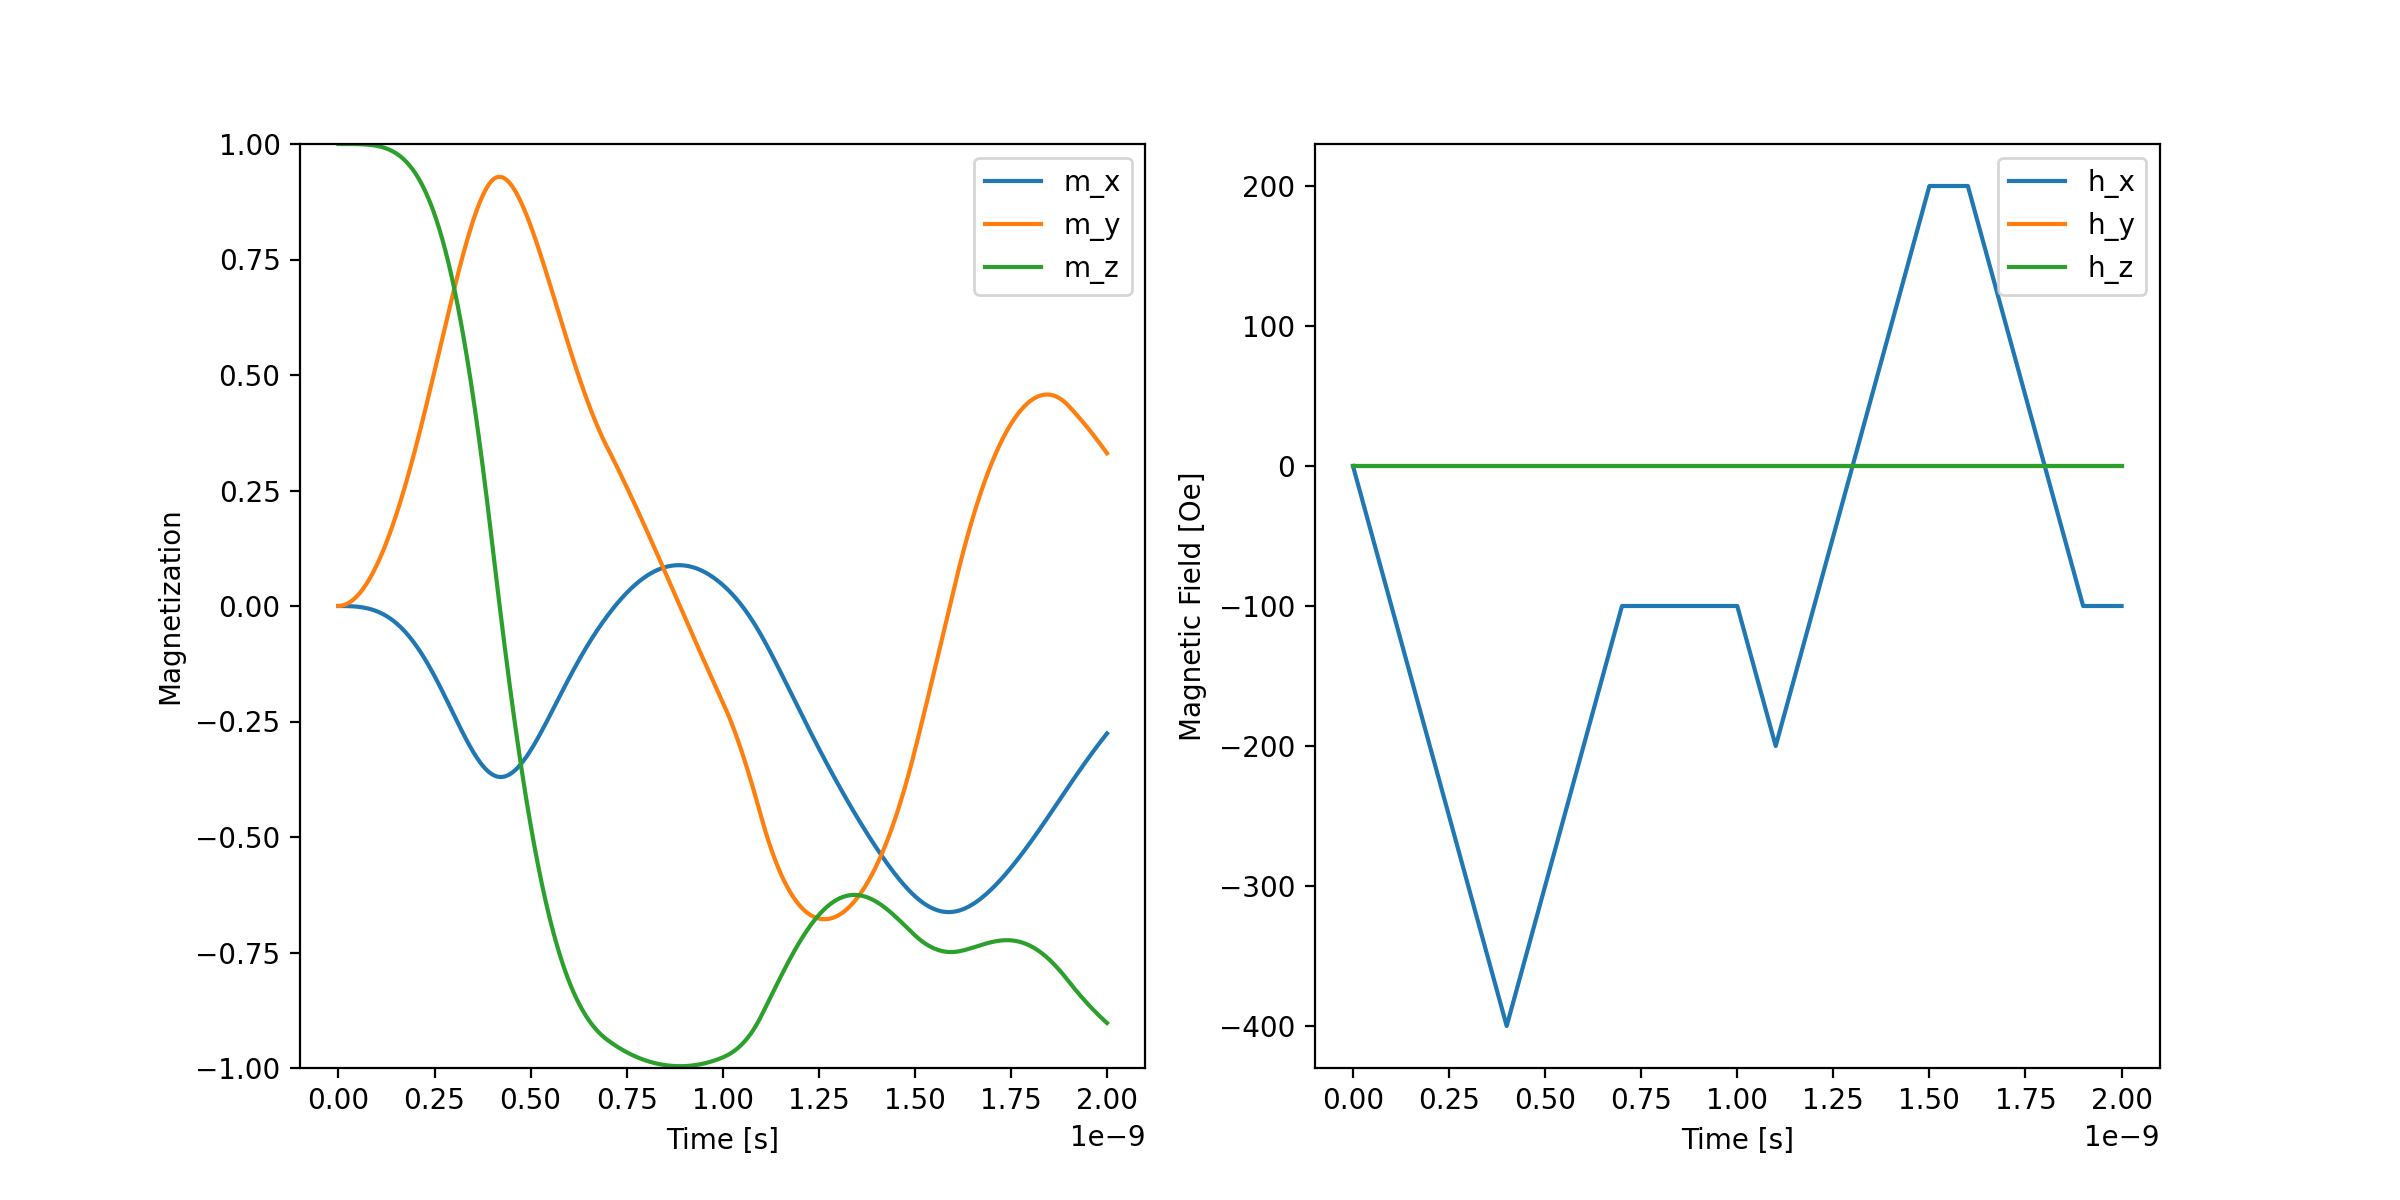 1.00
0.75
0.50
0.25
0.00
−0.25
−0.50
−0.75
−1.00
Magnetization
0.00 0.25 0.50 0.75 1.00 1.25 1.50 1.75 2.00
Time [s]
1e−9
m_x
m_y
m_z
200
100
0
−100
−200
−300
−400
Magnetic Field [Oe]
0.00 0.25 0.50 0.75 1.00 1.25 1.50 1.75 2.00
Time [s]
1e−9
h_x
h_y
h_z